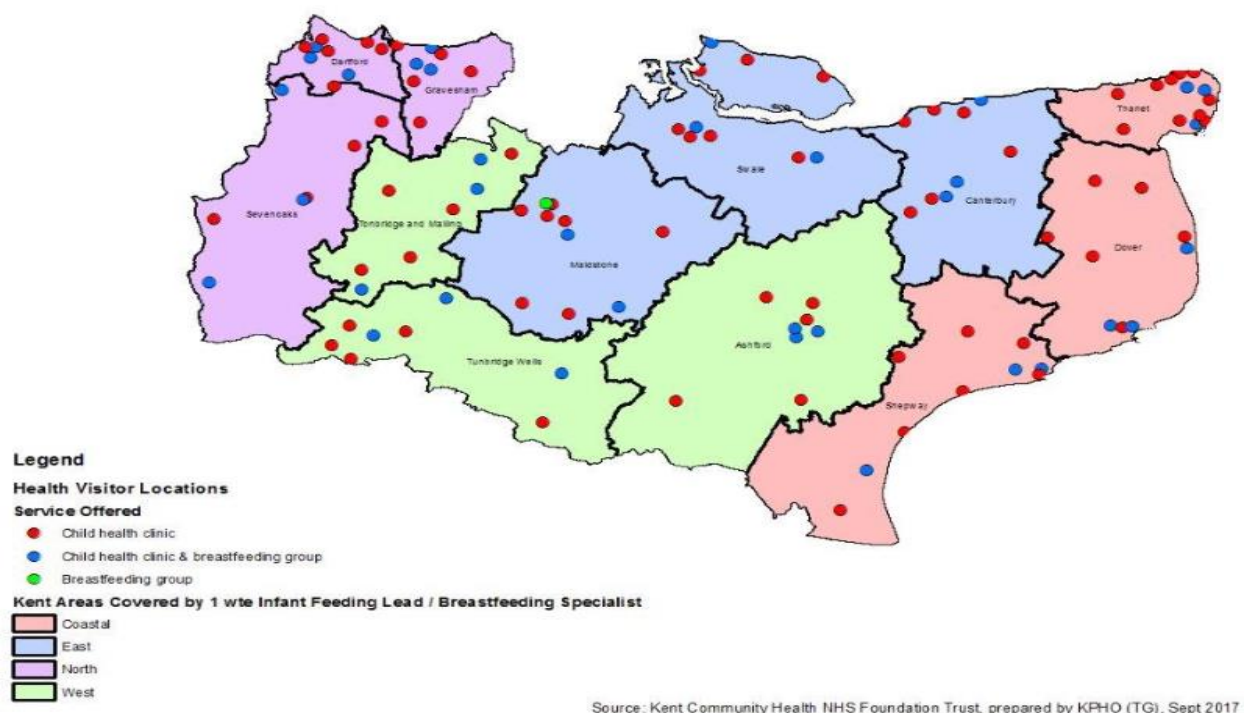 Dartford
Gravesham
Thanet
Swale
Sevenoaks
Canterbury
Tonbridge and Malling
Dover
Maidstone
Ashford
Tunbridge Wells
Shepway
Legend
Health Visitor Locations
Service Offered
Child health clinic
Child health clinic & breastfeeding group
Breastfeeding group
Kent Areas Covered by 1 wte Infant Feeding Lead / Breastfeeding Specialist
Coastal
East
North
West
Source: Kent Community Health NHS Foundation Trust, prepared by KPHO (TG), Sept 2017